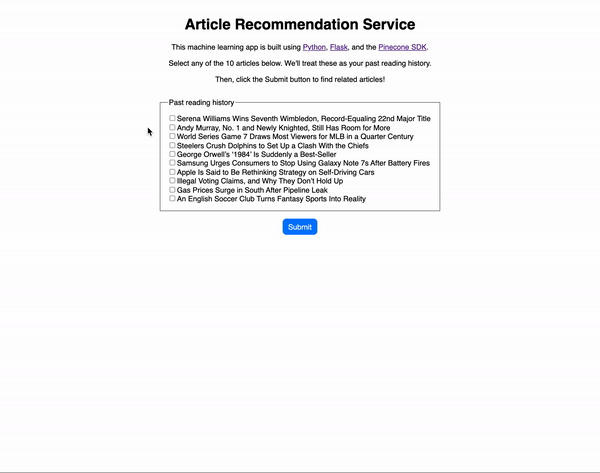 Article Recommendation Service
This machine learning app is built using Python, Flask, and the Pinecone SDK.
Select any of the 10 articles below. We'll treat these as your past reading history.
Then, click the Submit button to find related articles!
Past reading history
Serena Williams Wins Seventh Wimbledon, Record-Equaling 22nd Major Title
Andy Murray, No. 1 and Newly Knighted, Still Has Room for More
World Series Game 7 Draws Most Viewers for MLB in a Quarter Century
Steelers Crush Dolphins to Set Up a Clash With the Chiefs
George Orwell's '1984' Is Suddenly a Best-Seller
Samsung Urges Consumers to Stop Using Galaxy Note 7s After Battery Fires
Apple Is Said to Be Rethinking Strategy on Self-Driving Cars
Illegal Voting Claims, and Why They Don't Hold Up
Gas Prices Surge in South After Pipeline Leak
An English Soccer Club Turns Fantasy Sports Into Reality
Submit